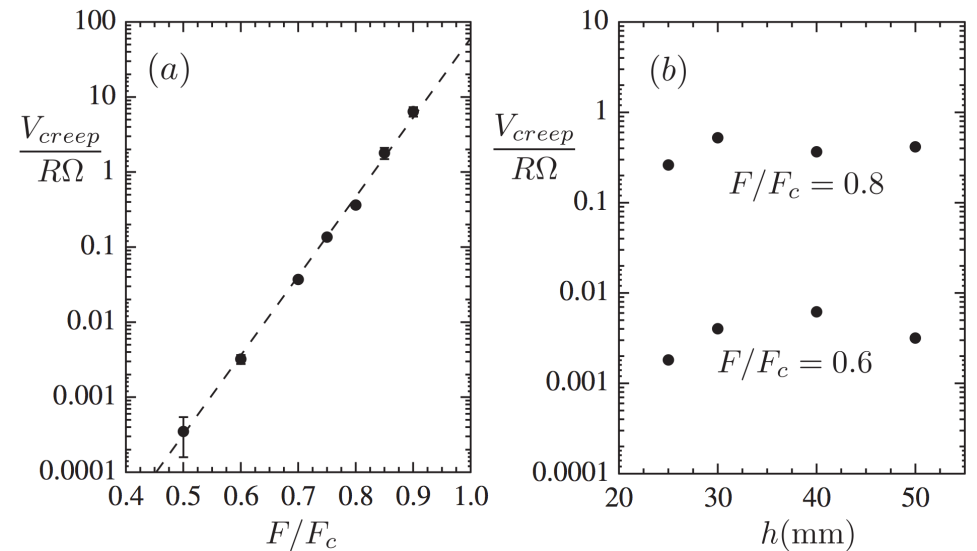 (a)
V_creep / RΩ
100
10
1
0.1
0.01
0.001
0.0001
0.4 0.5 0.6 0.7 0.8 0.9 1.0
F/F_c
(b)
V_creep / RΩ
10
1
0.1
0.01
0.001
0.0001
F/F_c = 0.8
F/F_c = 0.6
20 30 40 50
h(mm)